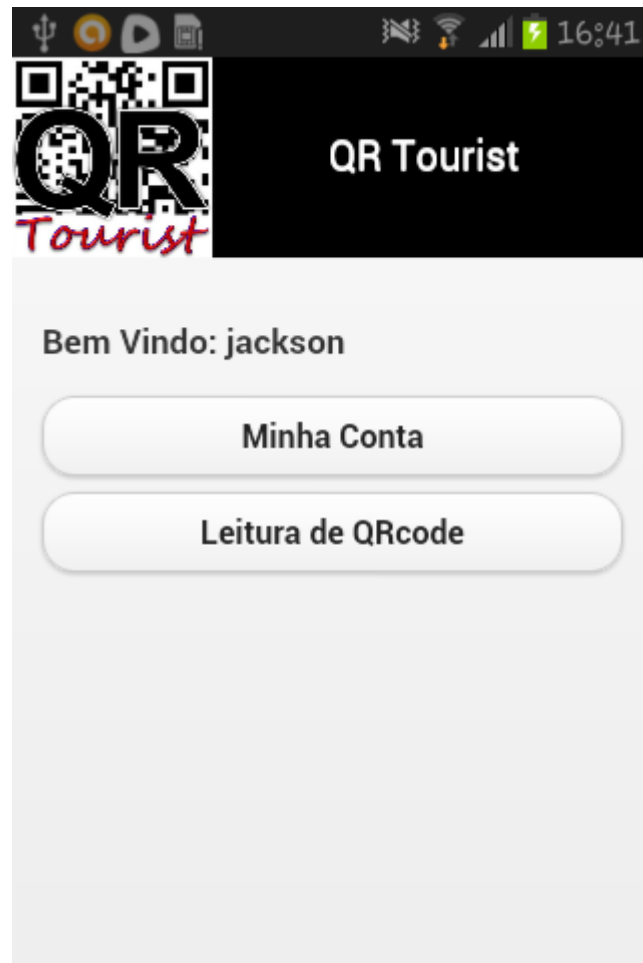 16:41
QR
Tourist
QR Tourist
Bem Vindo: jackson
Minha Conta
Leitura de QRcode